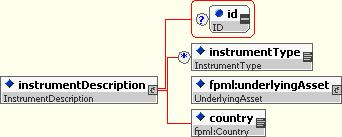 ?
id
ID
*
instrumentType
InstrumentType
instrumentDescription
InstrumentDescription
fpml:underlyingAsset
UnderlyingAsset
country
fpml:Country